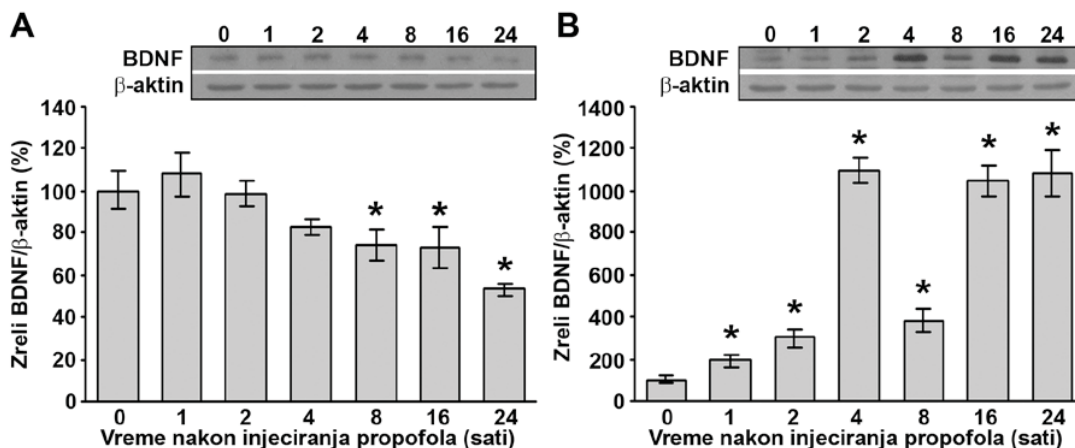 A
0 1 2 4 8 16 24
BDNF
β-aktin
Zreli BDNF/β-aktin (%)
140
120
100
80
60
40
20
0
* * *
0 1 2 4 8 16 24
Vreme nakon injeciranja propofola (sati)
B
0 1 2 4 8 16 24
BDNF
β-aktin
Zreli BDNF/β-aktin (%)
1400
1200
1000
800
600
400
200
0
* * * * * *
0 1 2 4 8 16 24
Vreme nakon injeciranja propofola (sati)